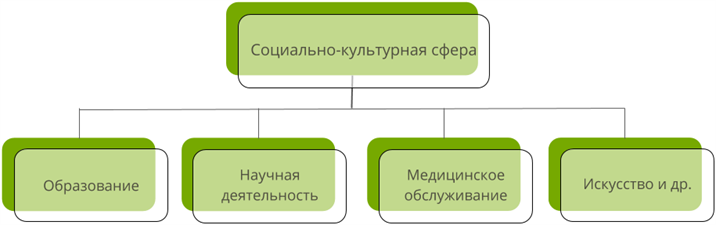 Социально-культурная сфера
Образование
Научная
деятельность
Медицинское
обслуживание
Искусство и др.